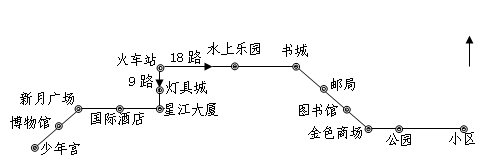 水上乐园
书城
火车站
18 路
9 路
灯具城
邮局
新月广场
图书馆
星江大厦
国际酒店
博物馆
金色商场
公园
小区
少年宫